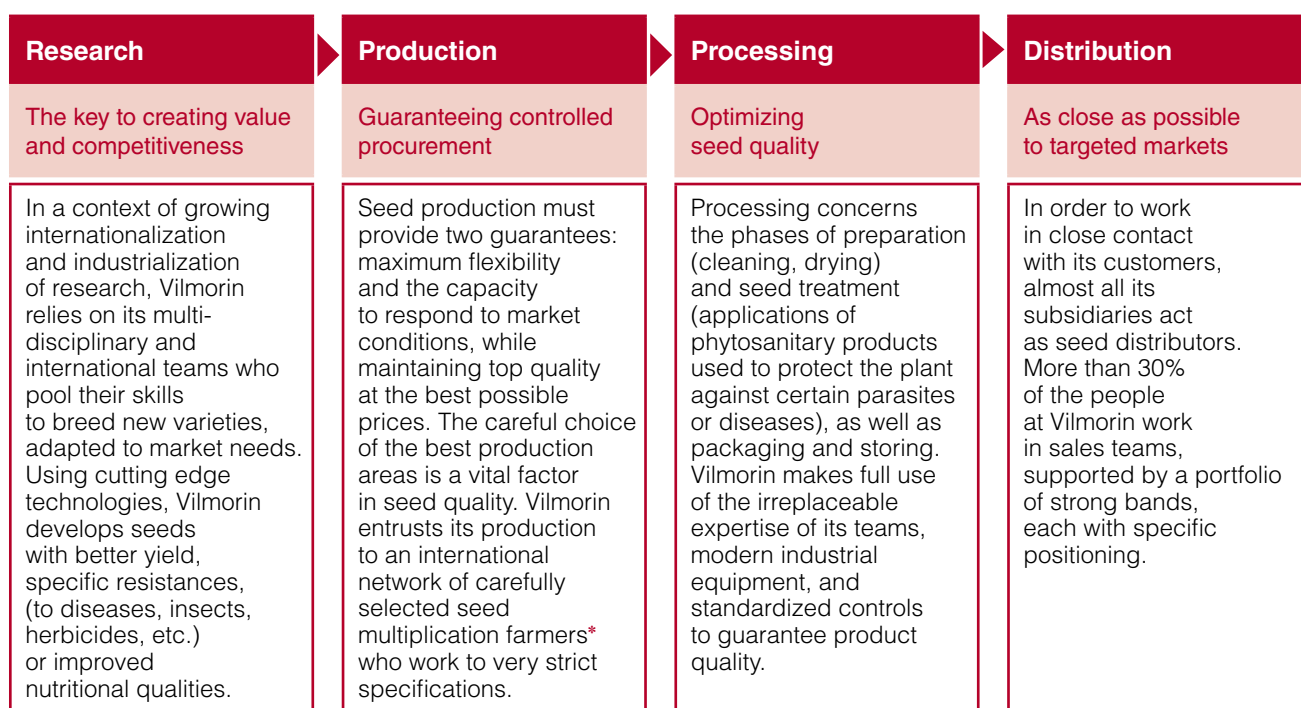 Research
The key to creating value
and competitiveness
In a context of growing
internationalization
and industrialization
of research, Vilmorin
relies on its multi-
disciplinary and
international teams who
pool their skills
to breed new varieties,
adapted to market needs.
Using cutting edge
technologies, Vilmorin
develops seeds
with better yield,
specific resistances,
(to diseases, insects,
herbicides, etc.)
or improved
nutritional qualities.
Production
Guaranteeing controlled
procurement
Seed production must
provide two guarantees:
maximum flexibility
and the capacity
to respond to market
conditions, while
maintaining top quality
at the best possible
prices. The careful choice
of the best production
areas is a vital factor
in seed quality. Vilmorin
entrusts its production
to an international
network of carefully
selected seed
multiplication farmers*
who work to very strict
specifications.
Processing
Optimizing
seed quality
Processing concerns
the phases of preparation
(cleaning, drying)
and seed treatment
(applications of
phytosanitary products
used to protect the plant
against certain parasites
or diseases), as well as
packaging and storing.
Vilmorin makes full use
of the irreplaceable
expertise of its teams,
modern industrial
equipment, and
standardized controls
to guarantee product
quality.
Distribution
As close as possible
to targeted markets
In order to work
in close contact
with its customers,
almost all its
subsidiaries act
as seed distributors.
More than 30%
of the people
at Vilmorin work
in sales teams,
supported by a portfolio
of strong bands,
each with specific
positioning.